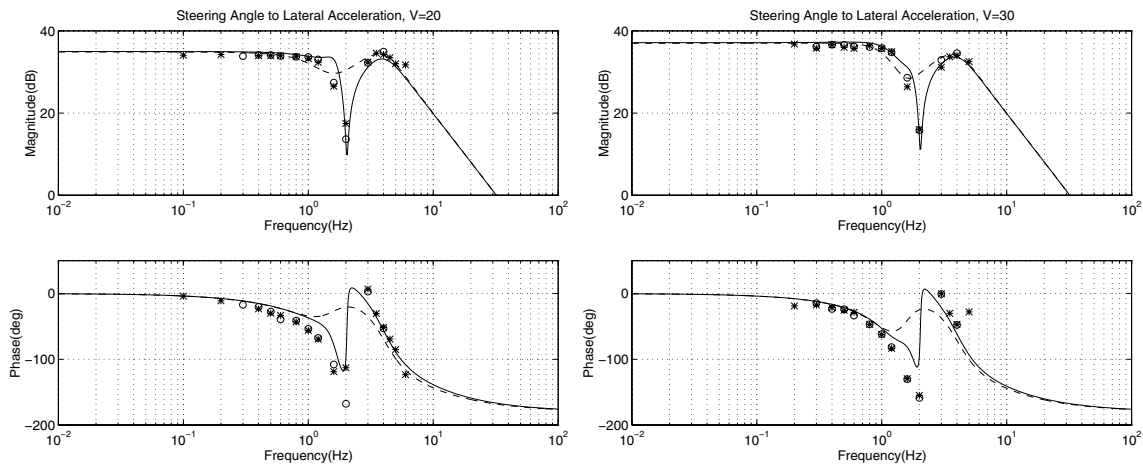 Steering Angle to Lateral Acceleration, V=20
40
20
0
Magnitude(dB)
10^-2 10^-1 10^0 10^1 10^2
Frequency(Hz)
0
−100
−200
Phase(deg)
10^-2 10^-1 10^0 10^1 10^2
Frequency(Hz)
Steering Angle to Lateral Acceleration, V=30
40
20
0
Magnitude(dB)
10^-2 10^-1 10^0 10^1 10^2
Frequency(Hz)
0
−100
−200
Phase(deg)
10^-2 10^-1 10^0 10^1 10^2
Frequency(Hz)